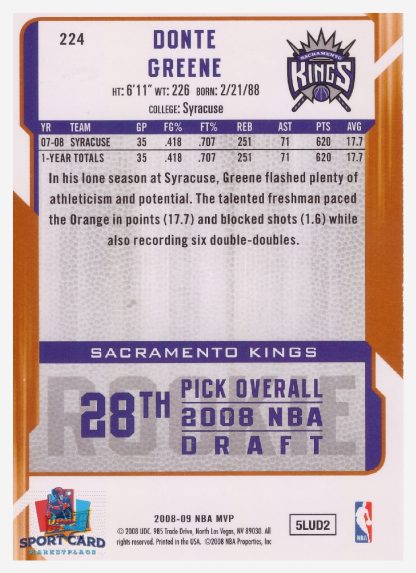 224
DONTE
GREENE
SACRAMENTO
KINGS
HT: 6'11" WT: 226 BORN: 2/21/88
COLLEGE: Syracuse
YR TEAM GP FG% FT% REB AST PTS AVG
07-08 SYRACUSE 35 .418 .707 251 71 620 17.7
1-YEAR TOTALS 35 .418 .707 251 71 620 17.7
In his lone season at Syracuse, Greene flashed plenty of
athleticism and potential. The talented freshman paced
the Orange in points (17.7) and blocked shots (1.6) while
also recording six double-doubles.
SACRAMENTO KINGS
ROOKIE
28TH PICK OVERALL
2008 NBA
DRAFT
SPORT CARD
MARKETPLACE
2008-09 NBA MVP
© 2008 UDC. 985 Trade Drive, North Las Vegas, NV 89030. All
rights reserved. Printed in the USA. ©2008 NBA Properties, Inc
5LUD2
NBA